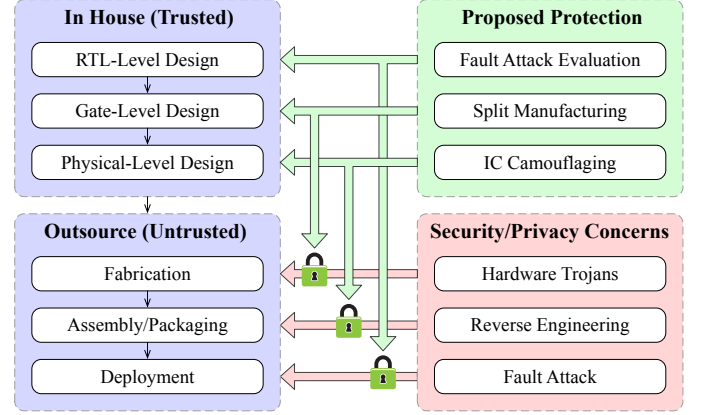 In House (Trusted)
RTL-Level Design
Gate-Level Design
Physical-Level Design
Proposed Protection
Fault Attack Evaluation
Split Manufacturing
IC Camouflaging
Outsource (Untrusted)
Fabrication
Assembly/Packaging
Deployment
Security/Privacy Concerns
Hardware Trojans
Reverse Engineering
Fault Attack